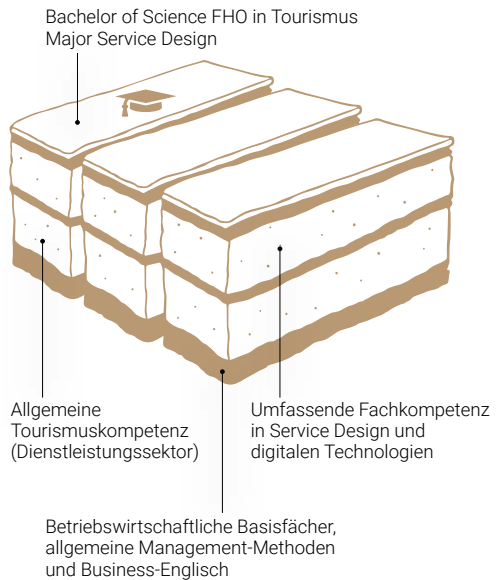 Bachelor of Science FHO in Tourismus
Major Service Design
Allgemeine
Tourismuskompetenz
(Dienstleistungssektor)
Umfassende Fachkompetenz
in Service Design und
digitalen Technologien
Betriebswirtschaftliche Basisfächer,
allgemeine Management-Methoden
und Business-Englisch